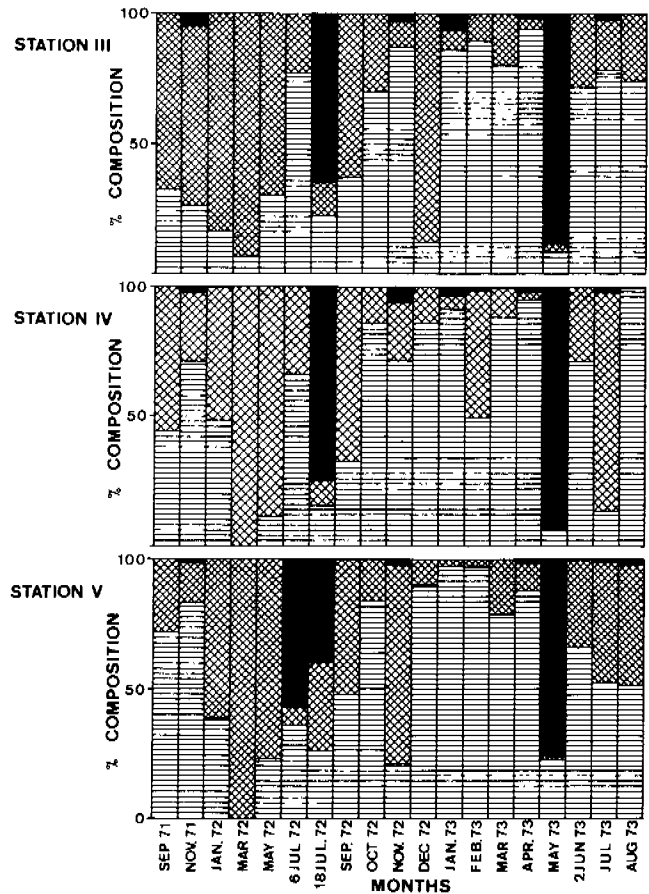 STATION III
% COMPOSITION
100
50
STATION IV
% COMPOSITION
100
50
STATION V
% COMPOSITION
100
50
0
SEP 71
NOV. 71
JAN. 72
MAR 72
MAY 72
6 JUL 72
18 JUL. 72
SEP. 72
OCT 72
NOV. 72
DEC 72
JAN. 73
FEB. 73
MAR 73
APR. 73
MAY 73
2 JUN 73
JUL 73
AUG 73
MONTHS